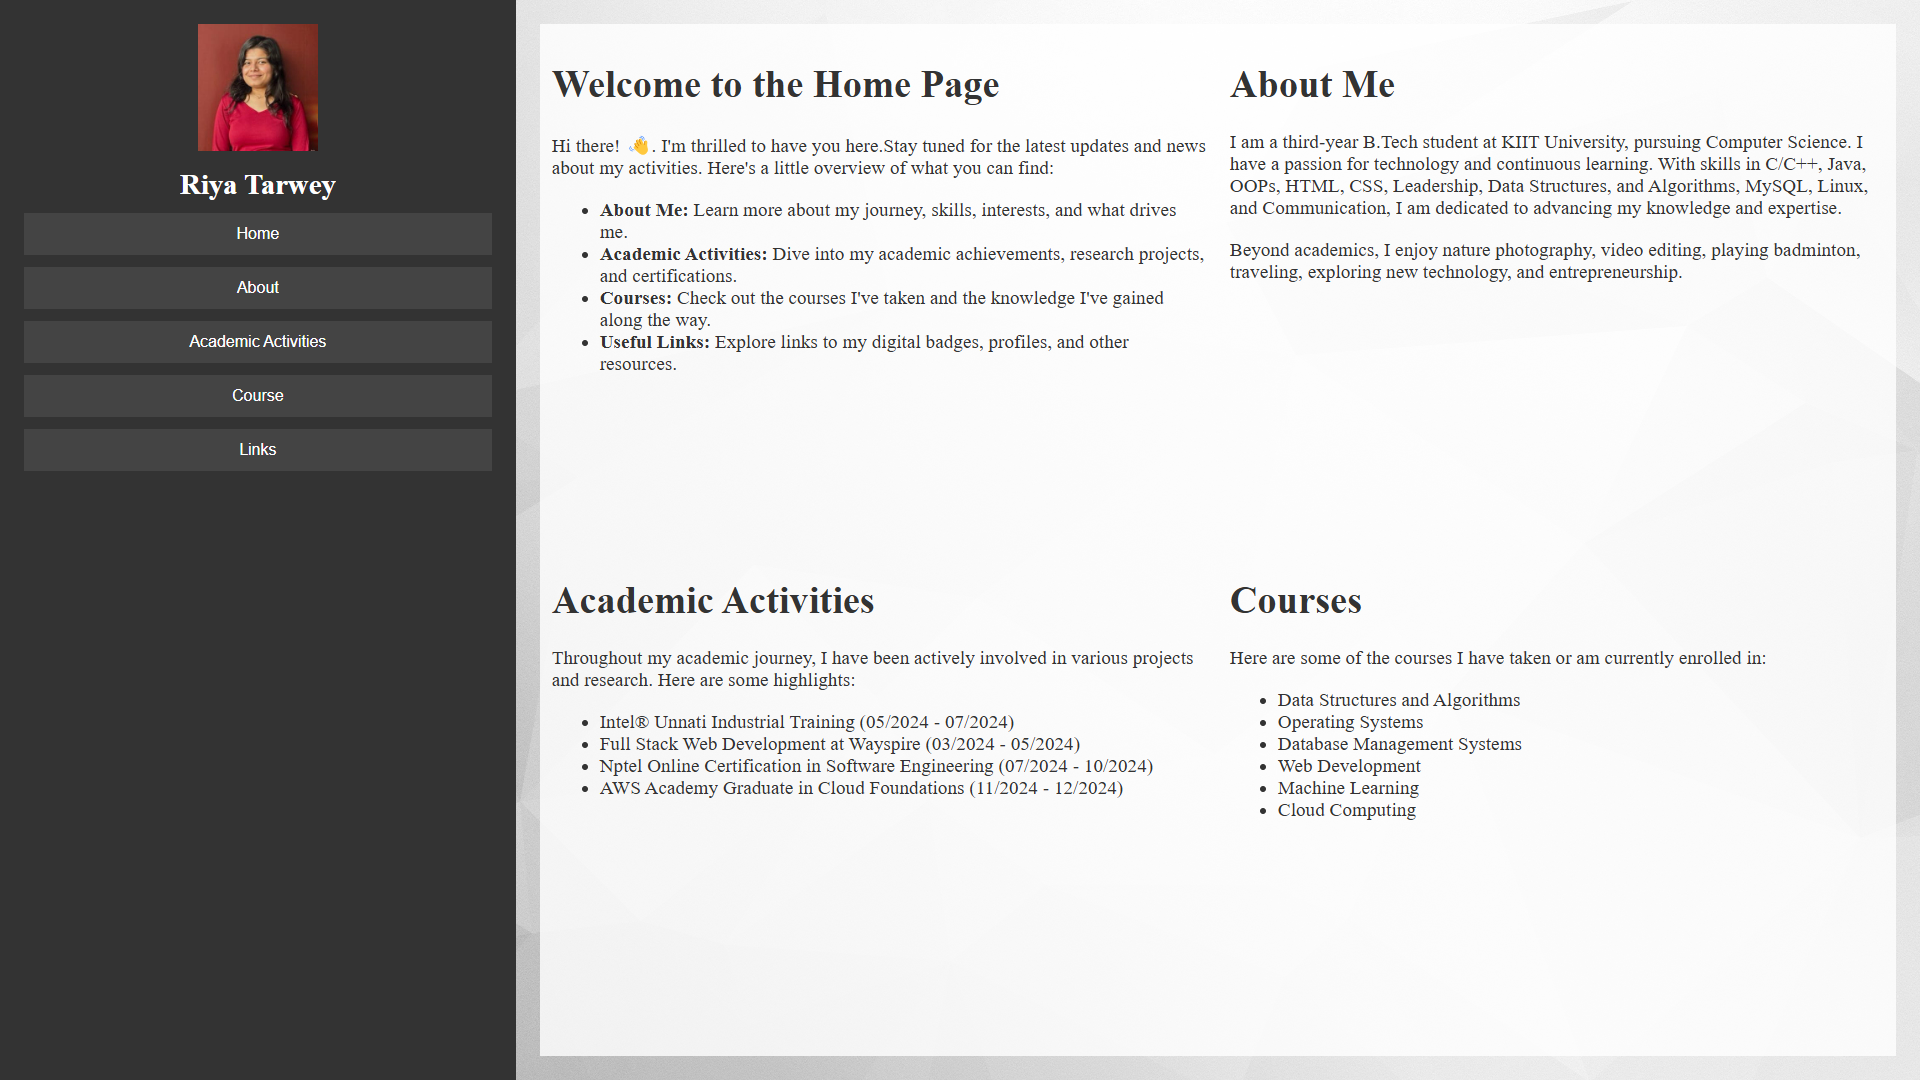 Riya Tarwey
Home
About
Academic Activities
Course
Links
Welcome to the Home Page
Hi there! 👋. I'm thrilled to have you here.Stay tuned for the latest updates and news
about my activities. Here's a little overview of what you can find:
• About Me: Learn more about my journey, skills, interests, and what drives
me.
• Academic Activities: Dive into my academic achievements, research projects,
and certifications.
• Courses: Check out the courses I've taken and the knowledge I've gained
along the way.
• Useful Links: Explore links to my digital badges, profiles, and other
resources.
About Me
I am a third-year B.Tech student at KIIT University, pursuing Computer Science. I
have a passion for technology and continuous learning. With skills in C/C++, Java,
OOPs, HTML, CSS, Leadership, Data Structures, and Algorithms, MySQL, Linux,
and Communication, I am dedicated to advancing my knowledge and expertise.
Beyond academics, I enjoy nature photography, video editing, playing badminton,
traveling, exploring new technology, and entrepreneurship.
Academic Activities
Throughout my academic journey, I have been actively involved in various projects
and research. Here are some highlights:
• Intel® Unnati Industrial Training (05/2024 - 07/2024)
• Full Stack Web Development at Wayspire (03/2024 - 05/2024)
• Nptel Online Certification in Software Engineering (07/2024 - 10/2024)
• AWS Academy Graduate in Cloud Foundations (11/2024 - 12/2024)
Courses
Here are some of the courses I have taken or am currently enrolled in:
• Data Structures and Algorithms
• Operating Systems
• Database Management Systems
• Web Development
• Machine Learning
• Cloud Computing